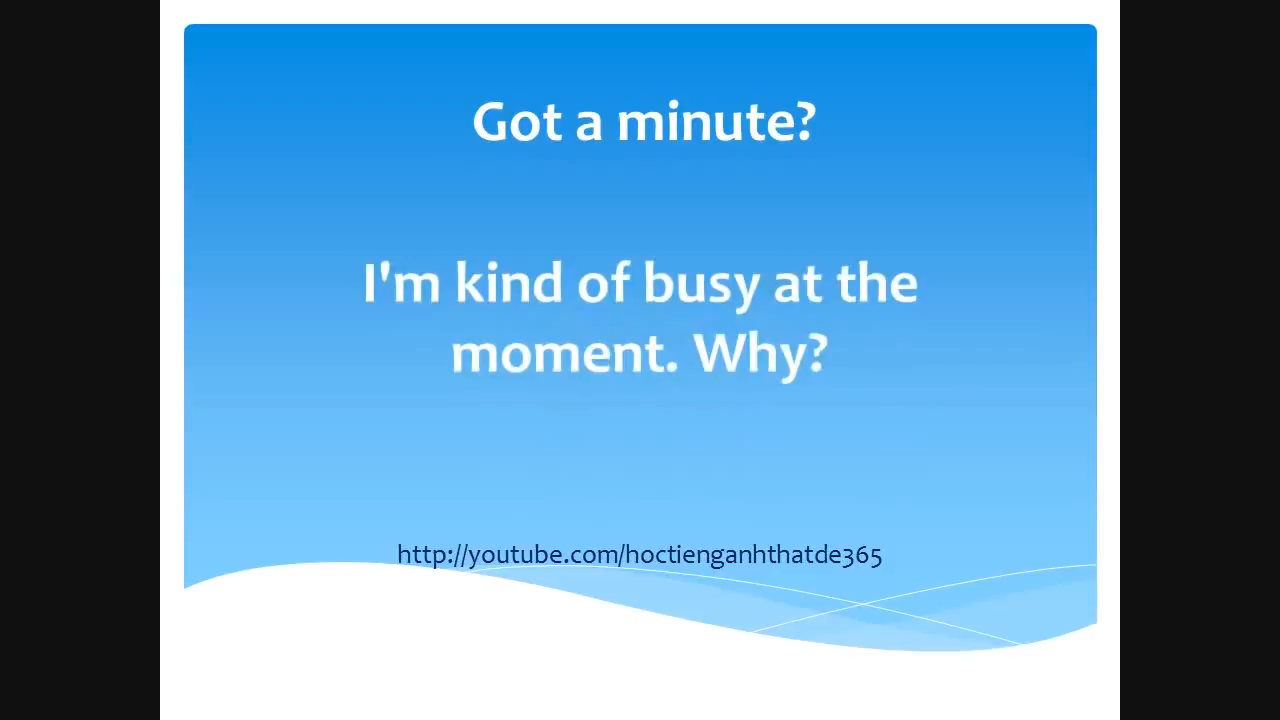 Got a minute?
I'm kind of busy at the
moment. Why?
http://youtube.com/hoctienganhthatde365